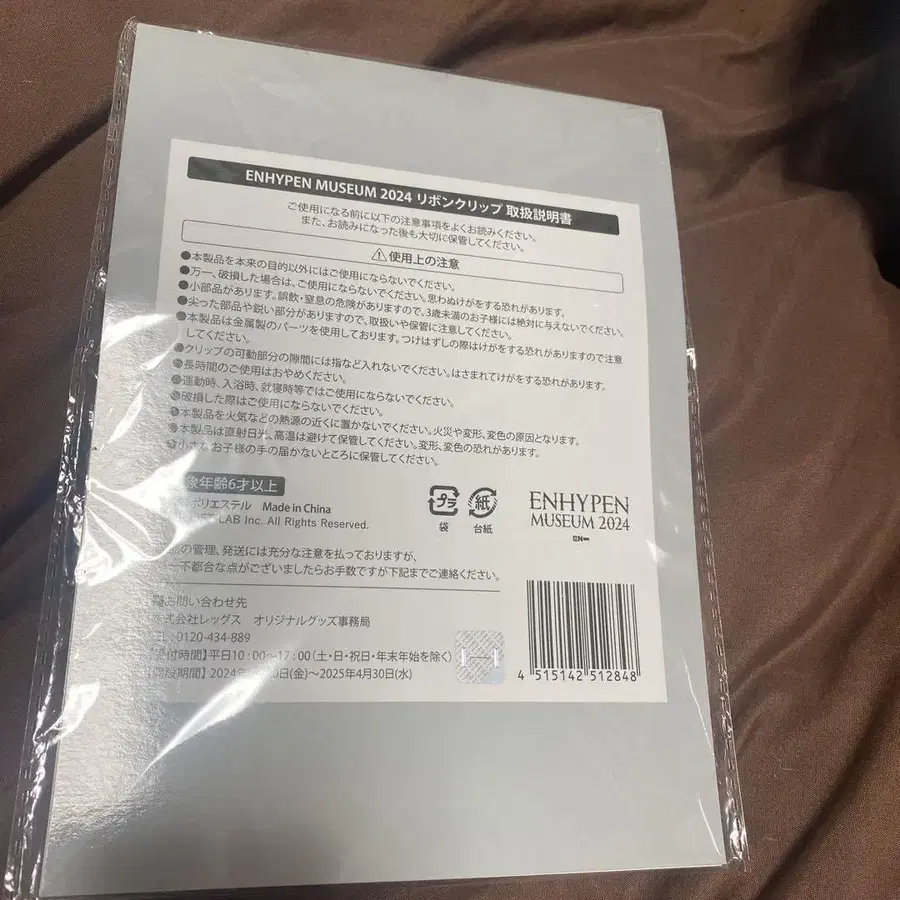 ENHYPEN MUSEUM 2024 リボンクリップ 取扱説明書
ご使用になる前に以下の注意事項をよくお読みください。
また、お読みになった後も大切に保管してください。
⚠使用上の注意
●本製品を本来の目的以外にはご使用にならないでください。
●万一、破損した場合は、ご使用にならないでください。思わぬけがをする恐れがあります。
●小部品があります。誤飲・窒息の危険がありますので、3歳未満のお子様には絶対に与えないでください。
●尖った部品や鋭い部分がありますので、取扱いや保管に注意してください。
●本製品は金属製のパーツを使用しております。つけはずしの際はけがをする恐れがありますので注意
してください。
●クリップの可動部分の隙間には指など入れないでください。はさまれてけがをする恐れがあります。
●長時間のご使用はおやめください。
●運動時、入浴時、就寝時等ではご使用にならないでください。
●破損した際はご使用にならないでください。
●本製品を火気などの熱源の近くに置かないでください。火災や変形、変色の原因となります。
●本製品は直射日光、高温は避けて保管してください。変形、変色の恐れがあります。
●小さなお子様の手の届かないところに保管してください。
象年齢6才以上
ポリエステル Made in China
LAB Inc. All Rights Reserved.
プラ
袋
紙
台紙
ENHYPEN
MUSEUM 2024
EN-
の管理、発送には充分な注意を払っておりますが、
一不都合な点がございましたらお手数ですが下記までご連絡ください。
お問い合わせ先
株式会社レッグス オリジナルグッズ事務局
TEL:0120-434-889
【受付時間】平日10:00〜17:00(土・日・祝日・年末年始を除く)
【開設期間】2024年 0日(金)〜2025年4月30日(水)
4 515142 512848